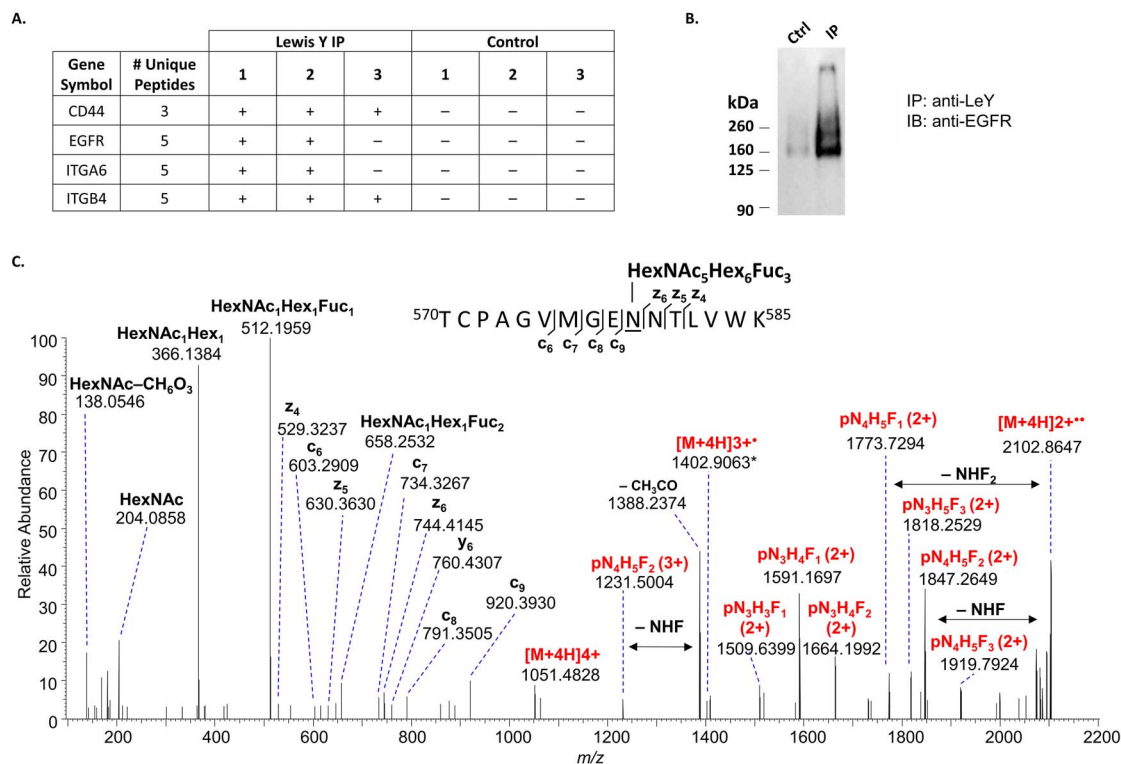 A.
Lewis Y IP Control
Gene Symbol # Unique Peptides 1 2 3 1 2 3
CD44 3 + + + – – –
EGFR 5 + + – – – –
ITGA6 5 + + – – – –
ITGB4 5 + + + – – –
B.
Ctrl IP
kDa
260
160
125
90
IP: anti-LeY
IB: anti-EGFR
C.
HexNAc₅Hex₆Fuc₃
z₆ z₅ z₄
⁵⁷⁰T C P A G V M G E N N T L V W K⁵⁸⁵
c₆ c₇ c₈ c₉
HexNAc₁Hex₁Fuc₁
512.1959
HexNAc₁Hex₁
366.1384
HexNAc–CH₆O₃
138.0546
HexNAc
204.0858
z₄
529.3237
c₆
603.2909
z₅
630.3630
HexNAc₁Hex₁Fuc₂
658.2532
c₇
734.3267
z₆
744.4145
y₆
760.4307
c₈
791.3505
c₉
920.3930
[M+4H]4+
1051.4828
pN₄H₅F₂ (3+)
1231.5004
– NHF
– CH₃CO
1388.2374
[M+4H]3+•
1402.9063*
pN₃H₃F₁
(2+)
1509.6399
pN₃H₄F₁ (2+)
1591.1697
pN₃H₄F₂
(2+)
1664.1992
pN₄H₅F₁ (2+)
1773.7294
– NHF₂
pN₃H₅F₃ (2+)
1818.2529
pN₄H₅F₂ (2+)
1847.2649
– NHF
pN₄H₅F₃ (2+)
1919.7924
[M+4H]2+••
2102.8647
Relative Abundance
100
90
80
70
60
50
40
30
20
10
0
200 400 600 800 1000 1200 1400 1600 1800 2000 2200
m/z